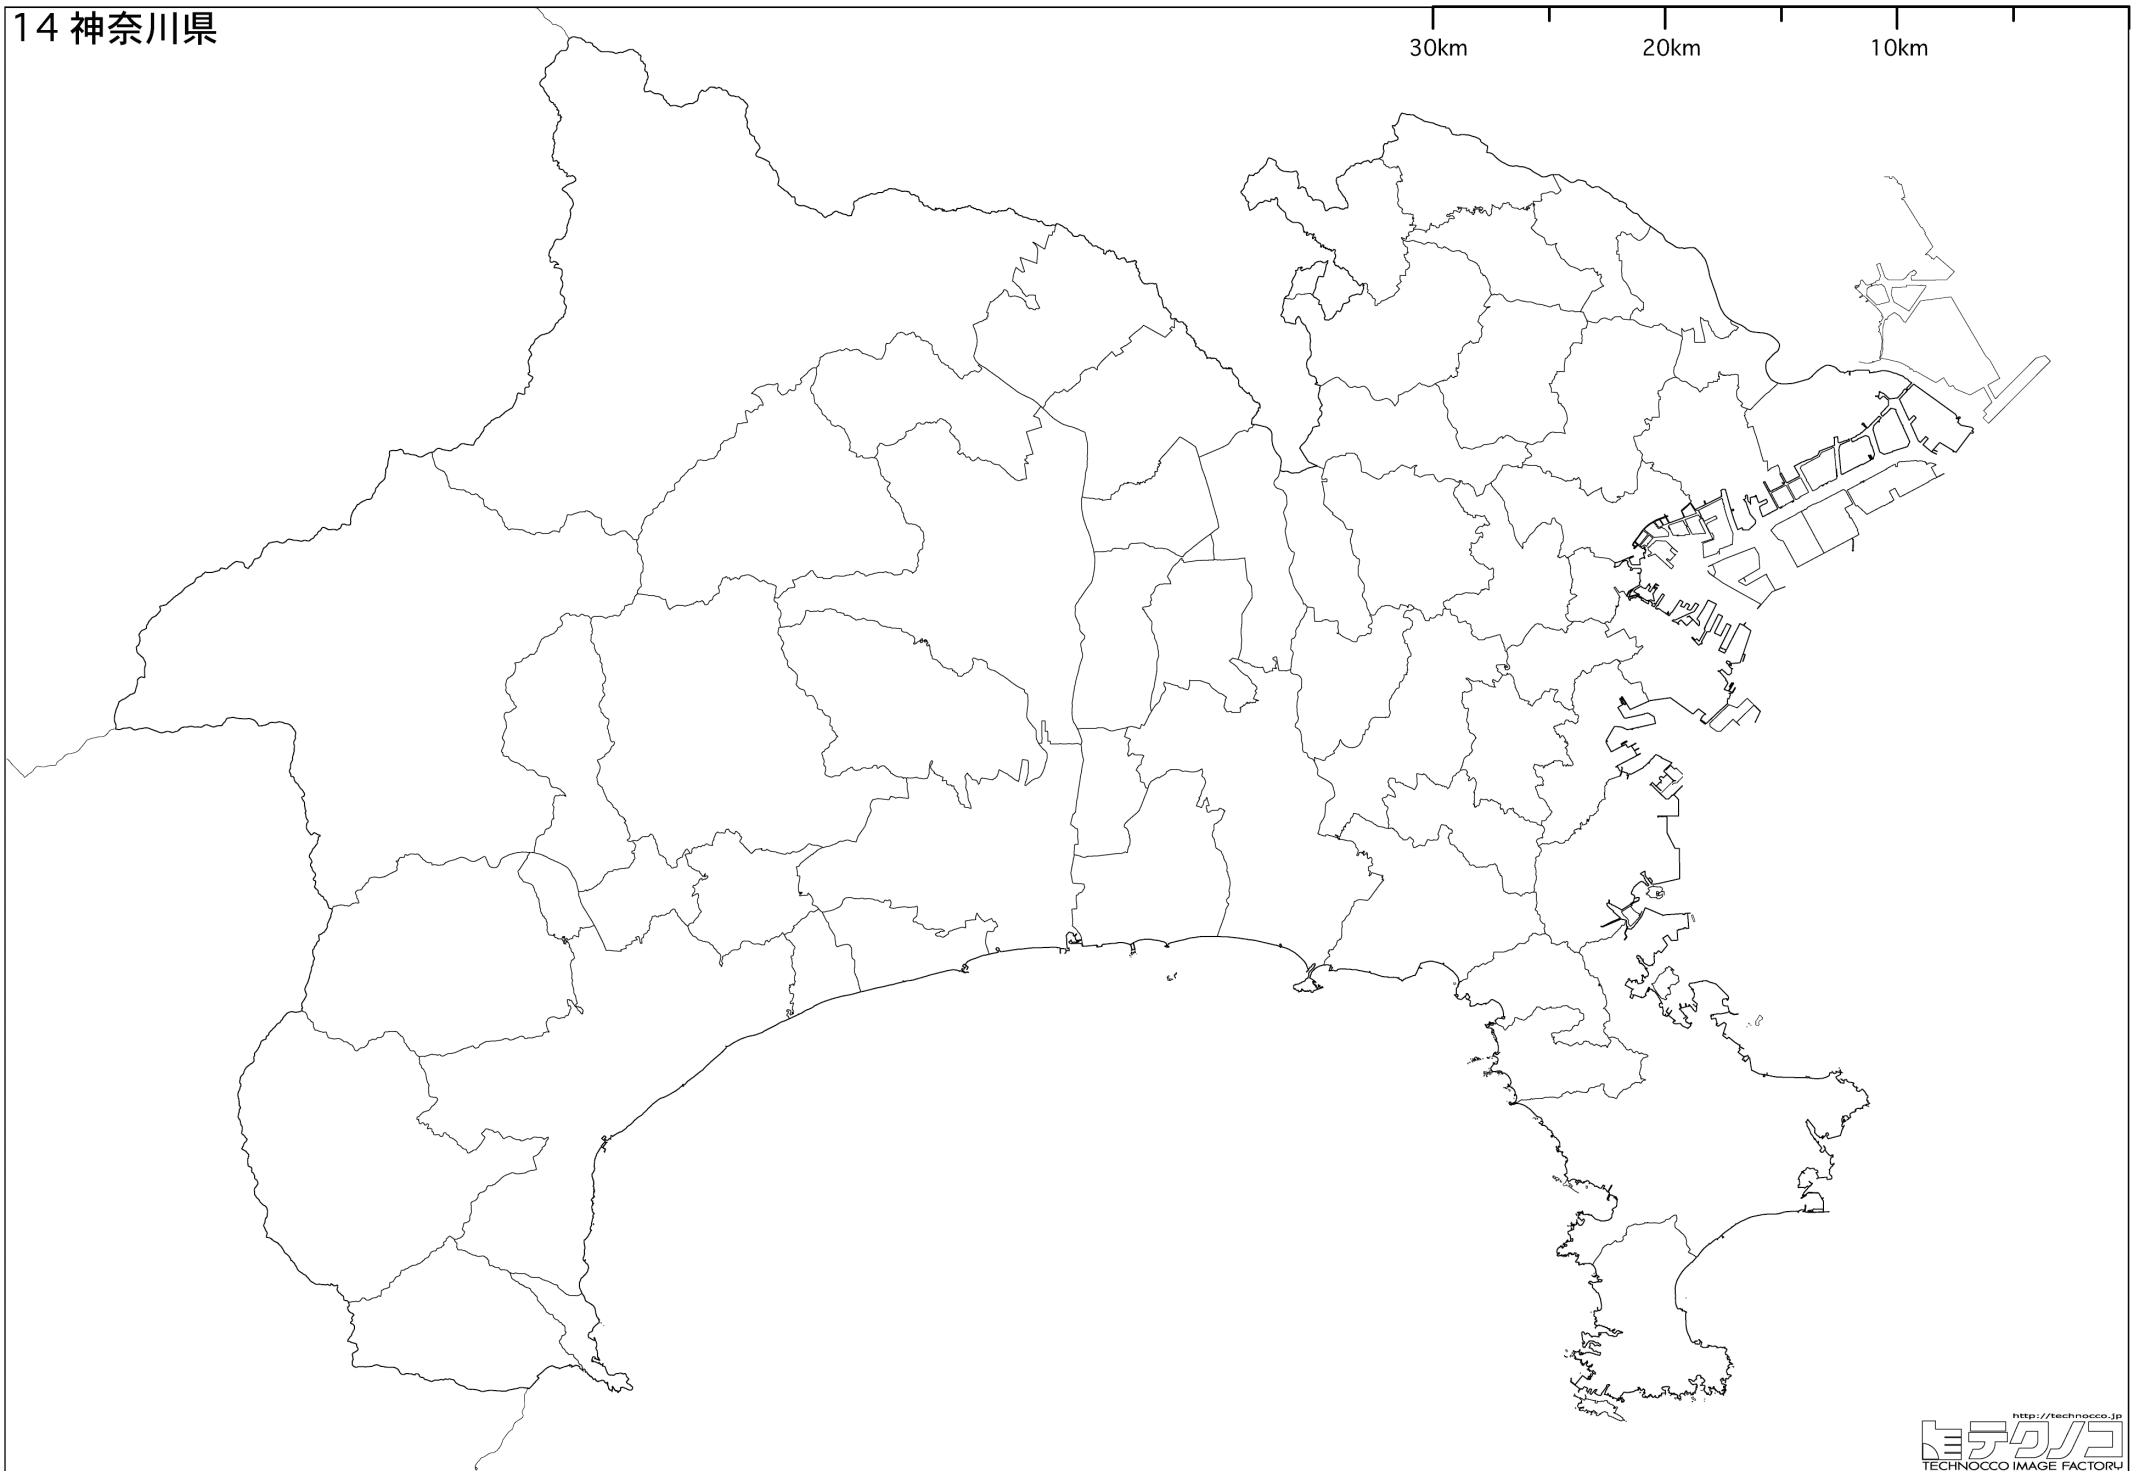 14 神奈川県
30km 20km 10km
http://technocco.jp
テクノコ
TECHNOCCO IMAGE FACTORY